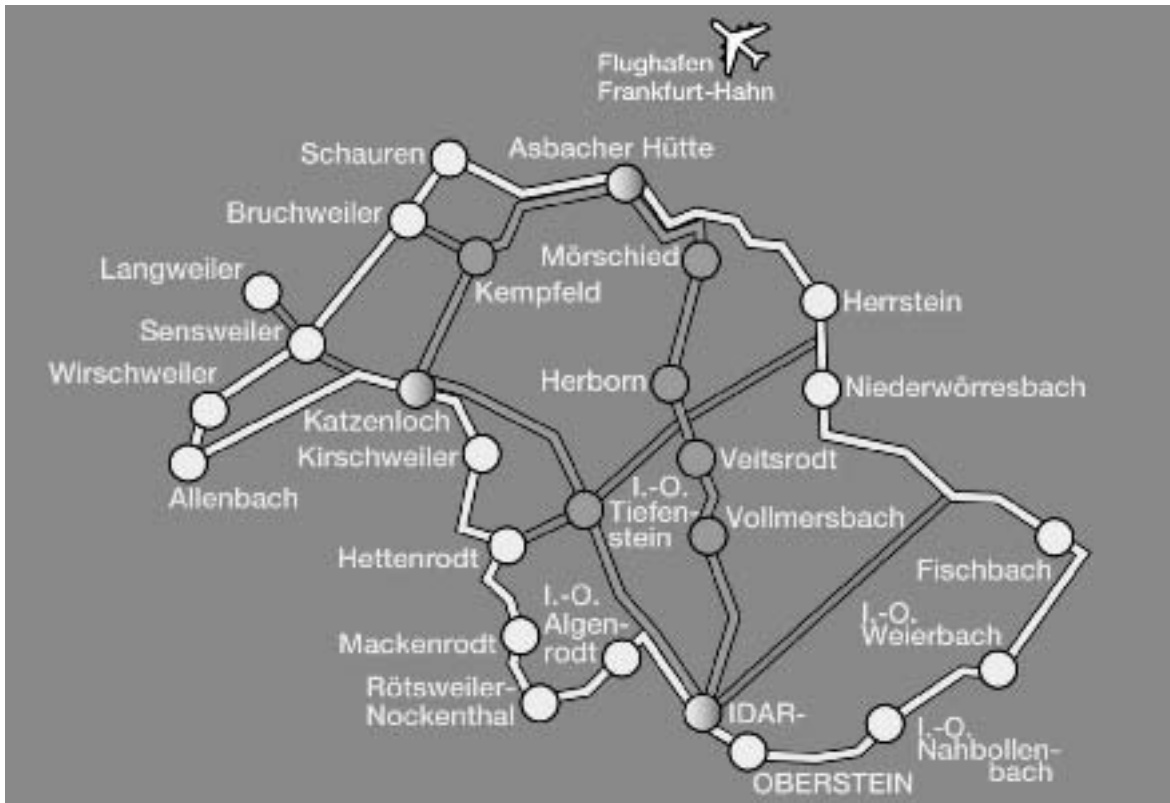 Flughafen
Frankfurt-Hahn
Asbacher Hütte
Schauren
Bruchweiler
Mörschied
Langweiler
Kempfeld
Herrstein
Sensweiler
Wirschweiler
Herborn
Niederwörresbach
Katzenloch
Kirschweiler
Veitsrodt
Allenbach
I.-O.
Tiefen-
stein
Vollmersbach
Hettenrodt
Fischbach
I.-O.
Algen-
rodt
I.-O.
Weierbach
Mackenrodt
Rötsweiler-
Nockenthal
IDAR-
OBERSTEIN
I.-O.
Nahbollen-
bach